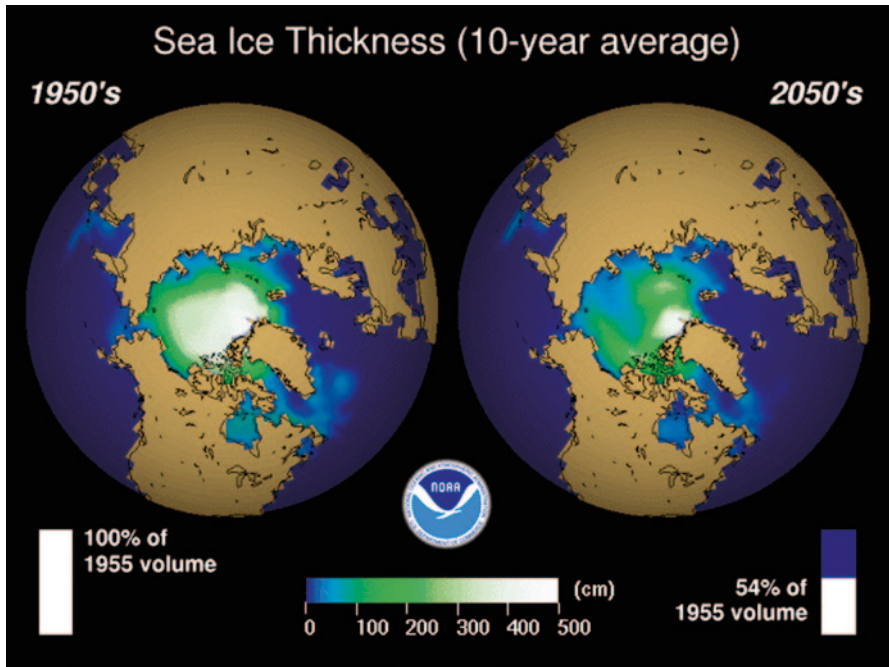 Sea Ice Thickness (10-year average)
1950's
2050's
NOAA
100% of
1955 volume
54% of
1955 volume
(cm)
0 100 200 300 400 500